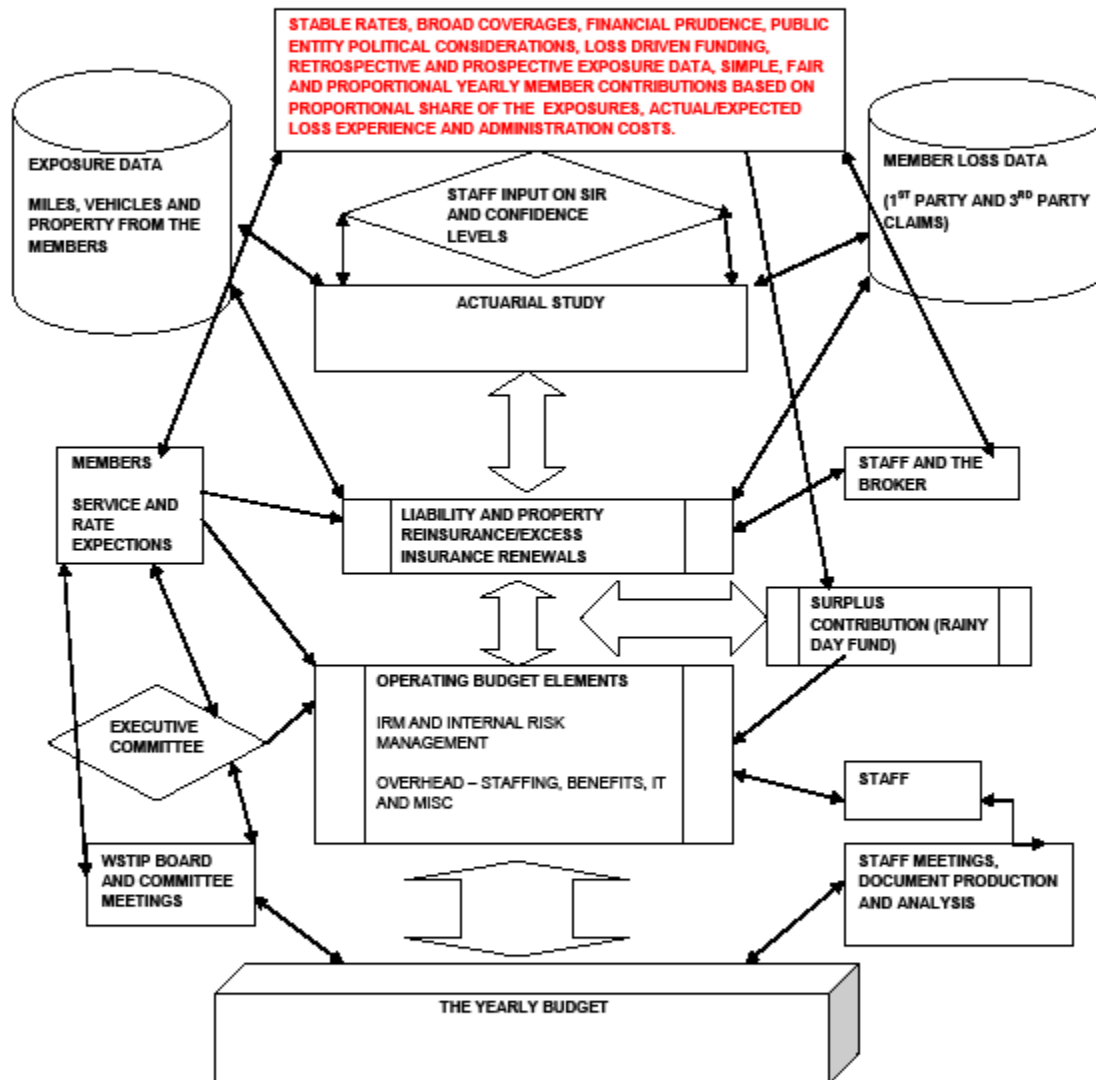 STABLE RATES, BROAD COVERAGES, FINANCIAL PRUDENCE, PUBLIC
ENTITY POLITICAL CONSIDERATIONS, LOSS DRIVEN FUNDING,
RETROSPECTIVE AND PROSPECTIVE EXPOSURE DATA, SIMPLE, FAIR
AND PROPORTIONAL YEARLY MEMBER CONTRIBUTIONS BASED ON
PROPORTIONAL SHARE OF THE EXPOSURES, ACTUAL/EXPECTED
LOSS EXPERIENCE AND ADMINISTRATION COSTS.
EXPOSURE DATA
MILES, VEHICLES AND
PROPERTY FROM THE
MEMBERS
STAFF INPUT ON SIR
AND CONFIDENCE
LEVELS
MEMBER LOSS DATA
(1ST PARTY AND 3RD PARTY
CLAIMS)
ACTUARIAL STUDY
MEMBERS
SERVICE AND
RATE
EXPECTIONS
LIABILITY AND PROPERTY
REINSURANCE/EXCESS
INSURANCE RENEWALS
STAFF AND THE
BROKER
SURPLUS
CONTRIBUTION (RAINY
DAY FUND)
OPERATING BUDGET ELEMENTS
IRM AND INTERNAL RISK
MANAGEMENT
OVERHEAD – STAFFING, BENEFITS, IT
AND MISC
EXECUTIVE
COMMITTEE
STAFF
WSTIP BOARD
AND COMMITTEE
MEETINGS
STAFF MEETINGS,
DOCUMENT PRODUCTION
AND ANALYSIS
THE YEARLY BUDGET